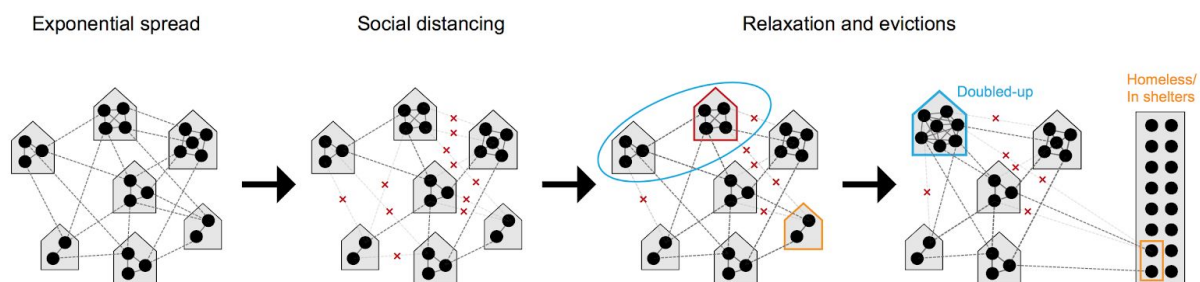 Exponential spread
Social distancing
Relaxation and evictions
Doubled-up
Homeless/
In shelters